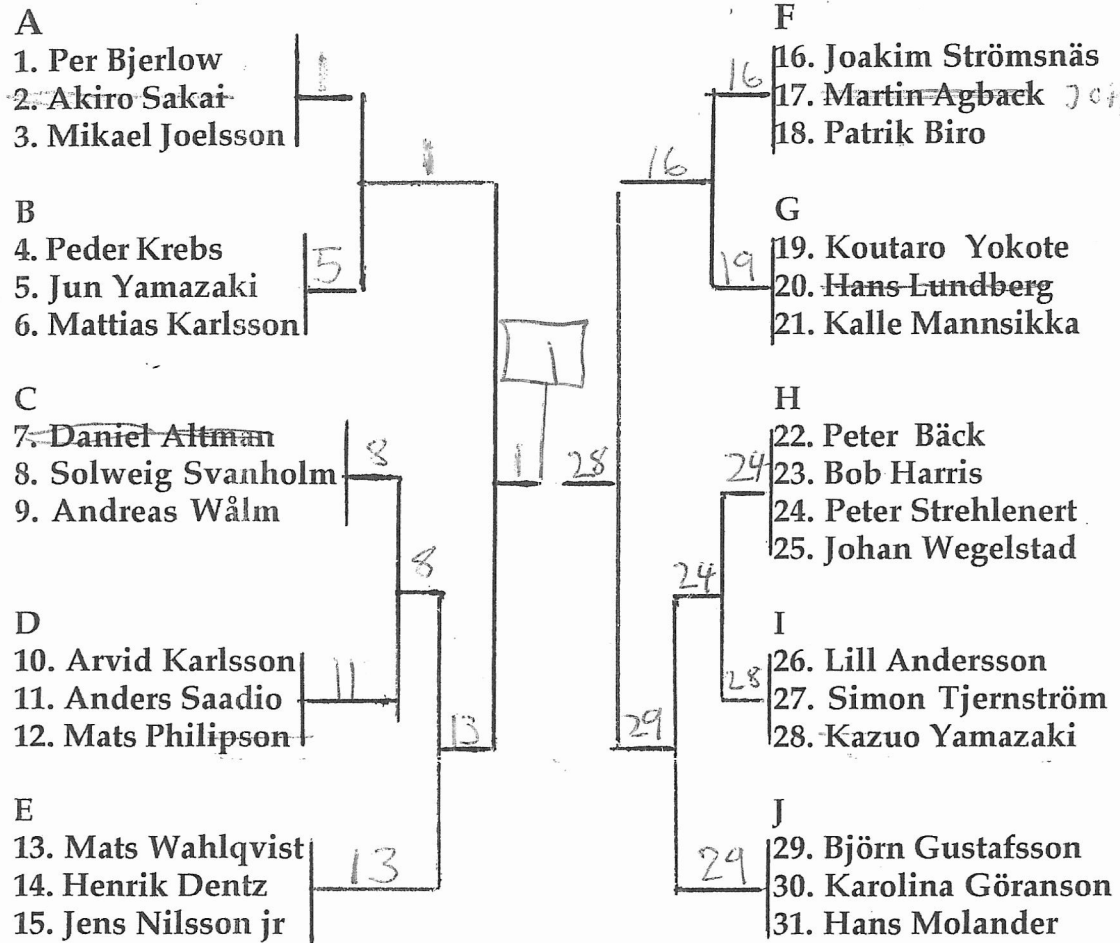 A
1. Per Bjerlow
2. Akiro Sakai
3. Mikael Joelsson
1
1
B
4. Peder Krebs
5. Jun Yamazaki
6. Mattias Karlsson
5
C
7. Daniel Altman
8. Solweig Svanholm
9. Andreas Wålm
8
8
D
10. Arvid Karlsson
11. Anders Saadio
12. Mats Philipson
11
13
E
13. Mats Wahlqvist
14. Henrik Dentz
15. Jens Nilsson jr
13
1
1
28
F
16. Joakim Strömsnäs
17. Martin Agback
18. Patrik Biro
16
16
G
19. Koutaro Yokote
20. Hans Lundberg
21. Kalle Mannsikka
19
H
22. Peter Bäck
23. Bob Harris
24. Peter Strehlenert
25. Johan Wegelstad
24
24
I
26. Lill Andersson
27. Simon Tjernström
28. Kazuo Yamazaki
28
29
J
29. Björn Gustafsson
30. Karolina Göranson
31. Hans Molander
29